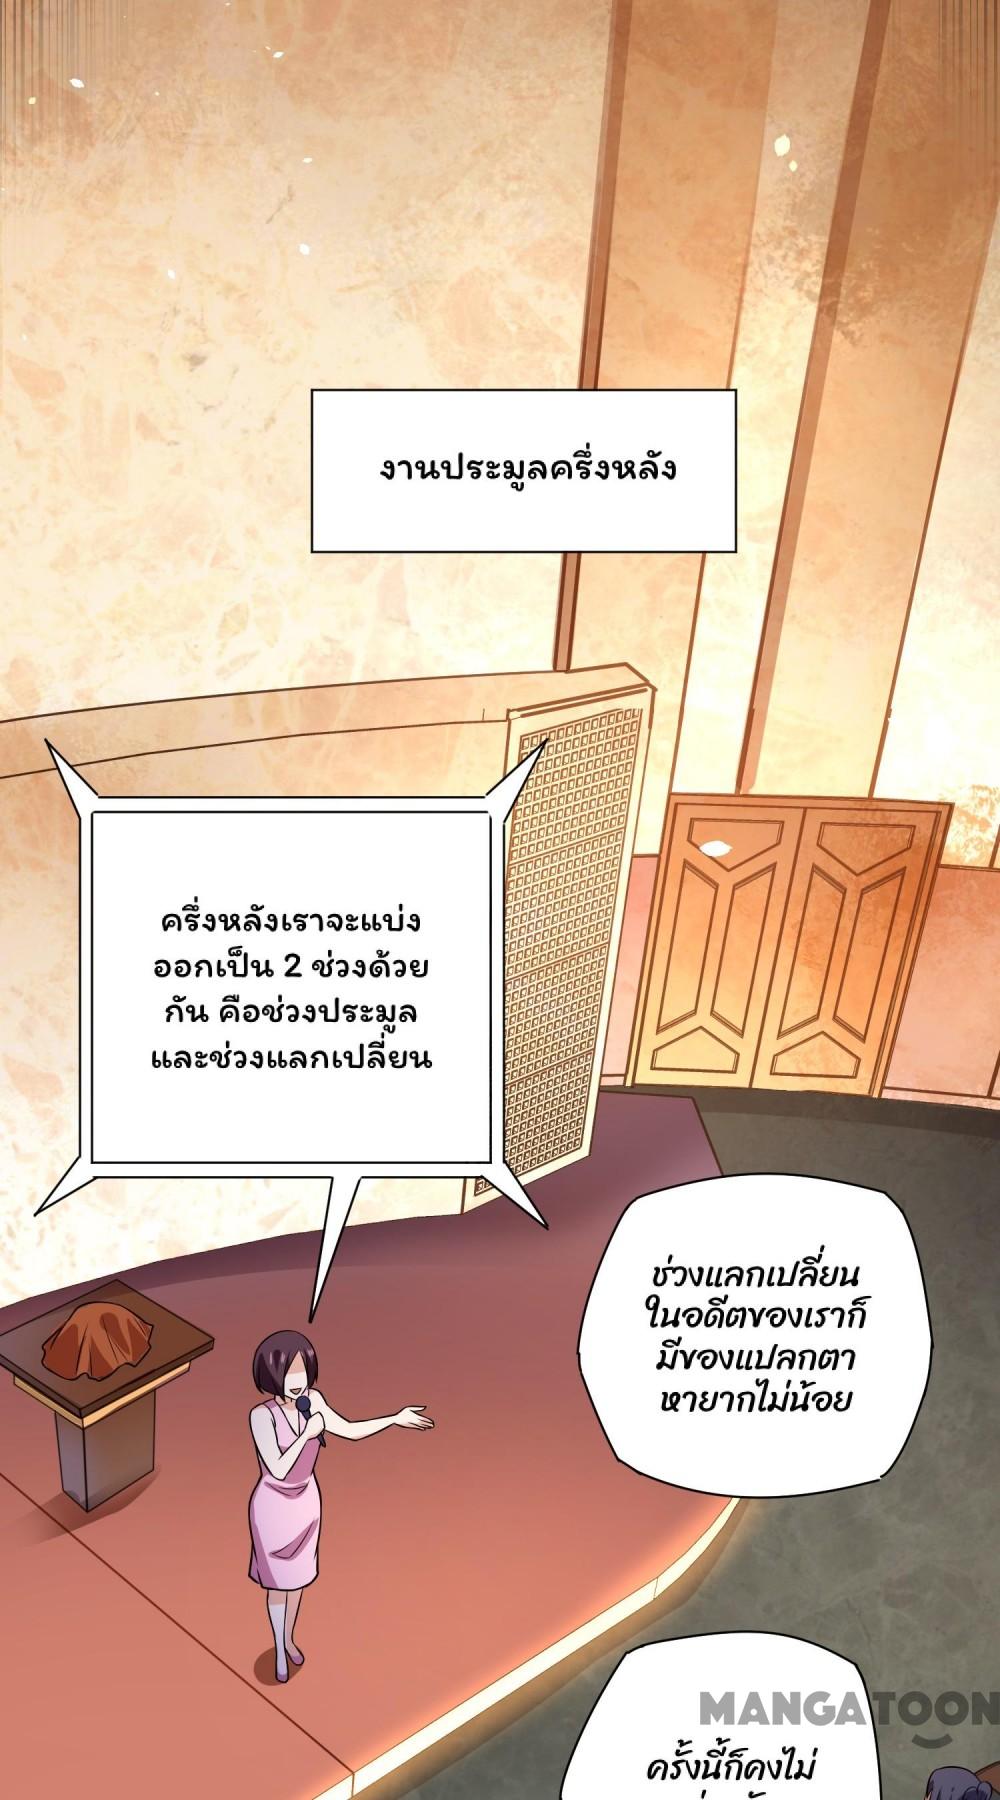 งานประมูลครึ่งหลัง
ครึ่งหลังเราจะแบ่ง
ออกเป็น 2 ช่วงด้วย
กัน คือช่วงประมูล
และช่วงแลกเปลี่ยน
ช่วงแลกเปลี่ยน
ในอดีตของเราก็
มีของแปลกตา
หายากไม่น้อย
MANGATOON
ครั้งนี้ก็คงไม่